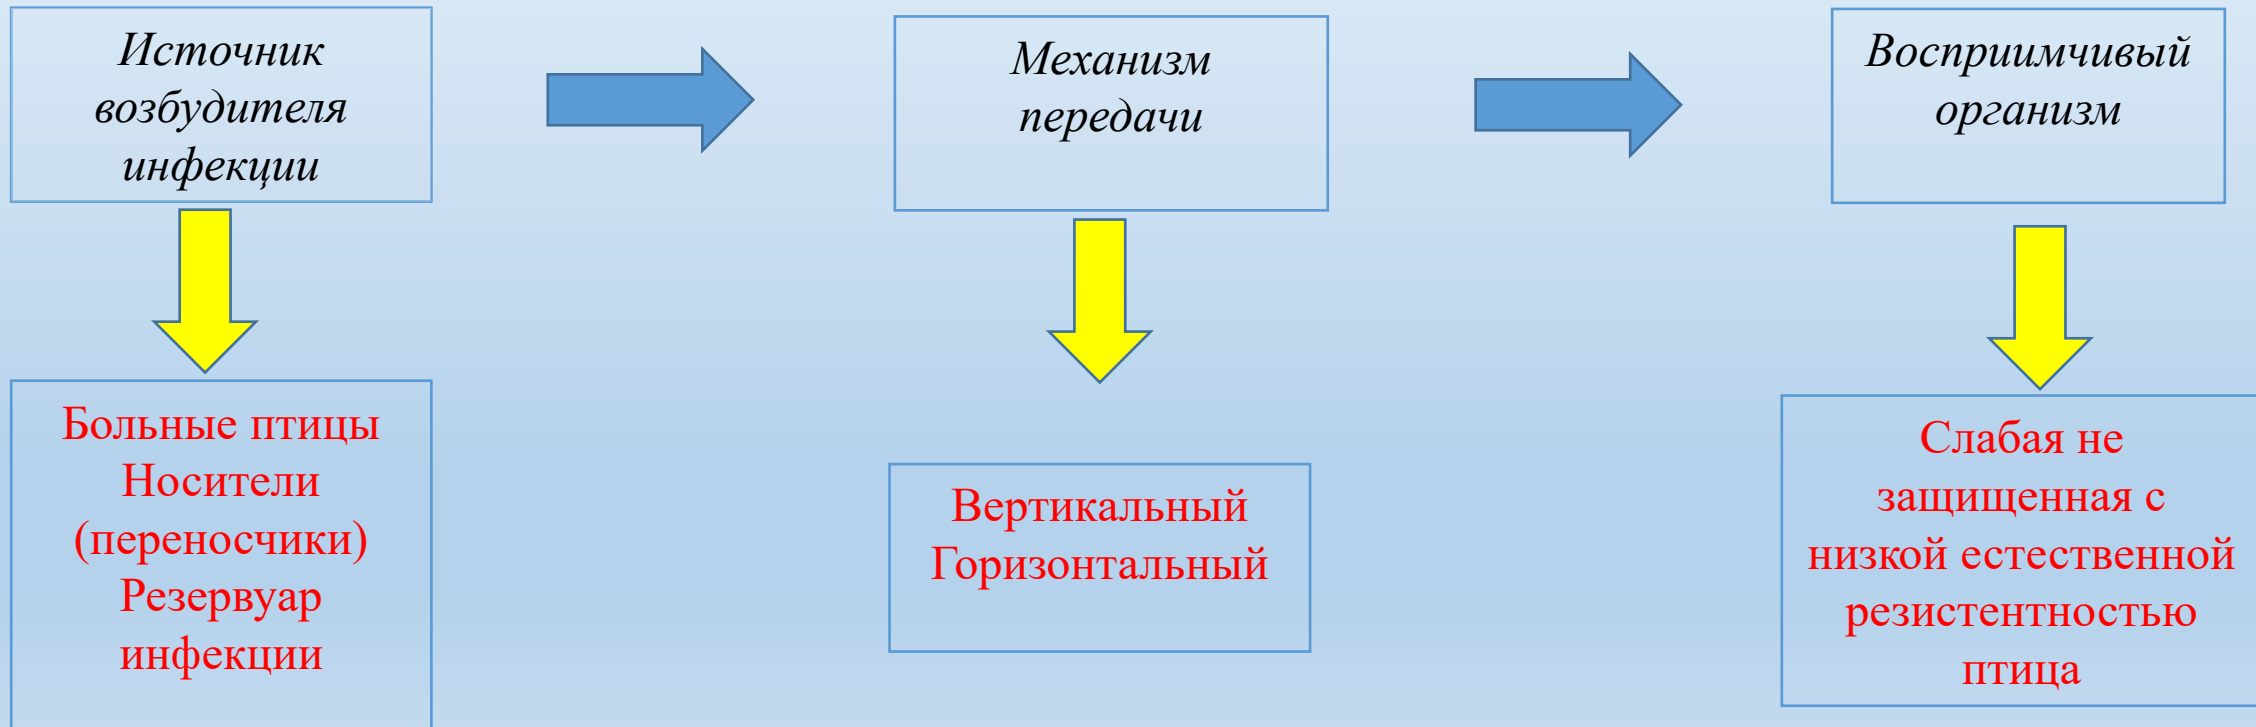 Источник
возбудителя
инфекции
Механизм
передачи
Восприимчивый
организм
Больные птицы
Носители
(переносчики)
Резервуар
инфекции
Вертикальный
Горизонтальный
Слабая не
защищенная с
низкой естественной
резистентностью
птица